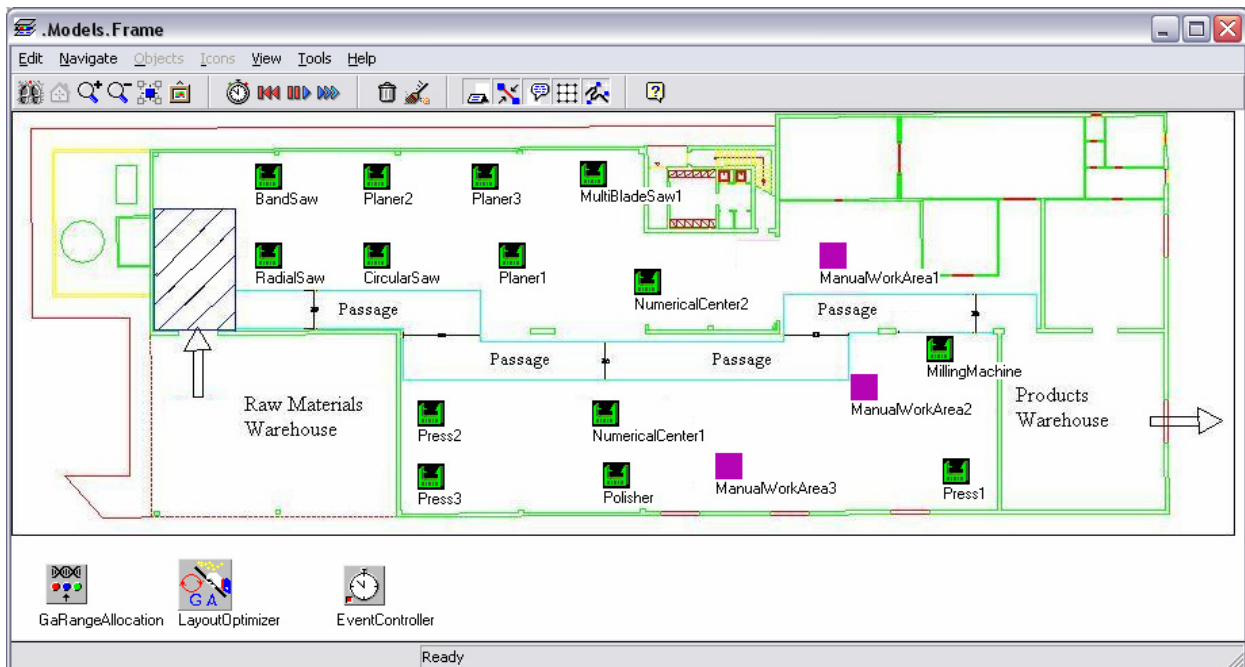 .Models.Frame
Edit Navigate Objects Icons View Tools Help
BandSaw
Planer2
Planer3
MultiBladeSaw1
RadialSaw
CircularSaw
Planer1
NumericalCenter2
ManualWorkArea1
Passage
Passage
Passage
Passage
MillingMachine
Raw Materials
Warehouse
Press2
NumericalCenter1
ManualWorkArea2
Products
Warehouse
Press3
Polisher
ManualWorkArea3
Press1
GA
GaRangeAllocation
LayoutOptimizer
EventController
Ready